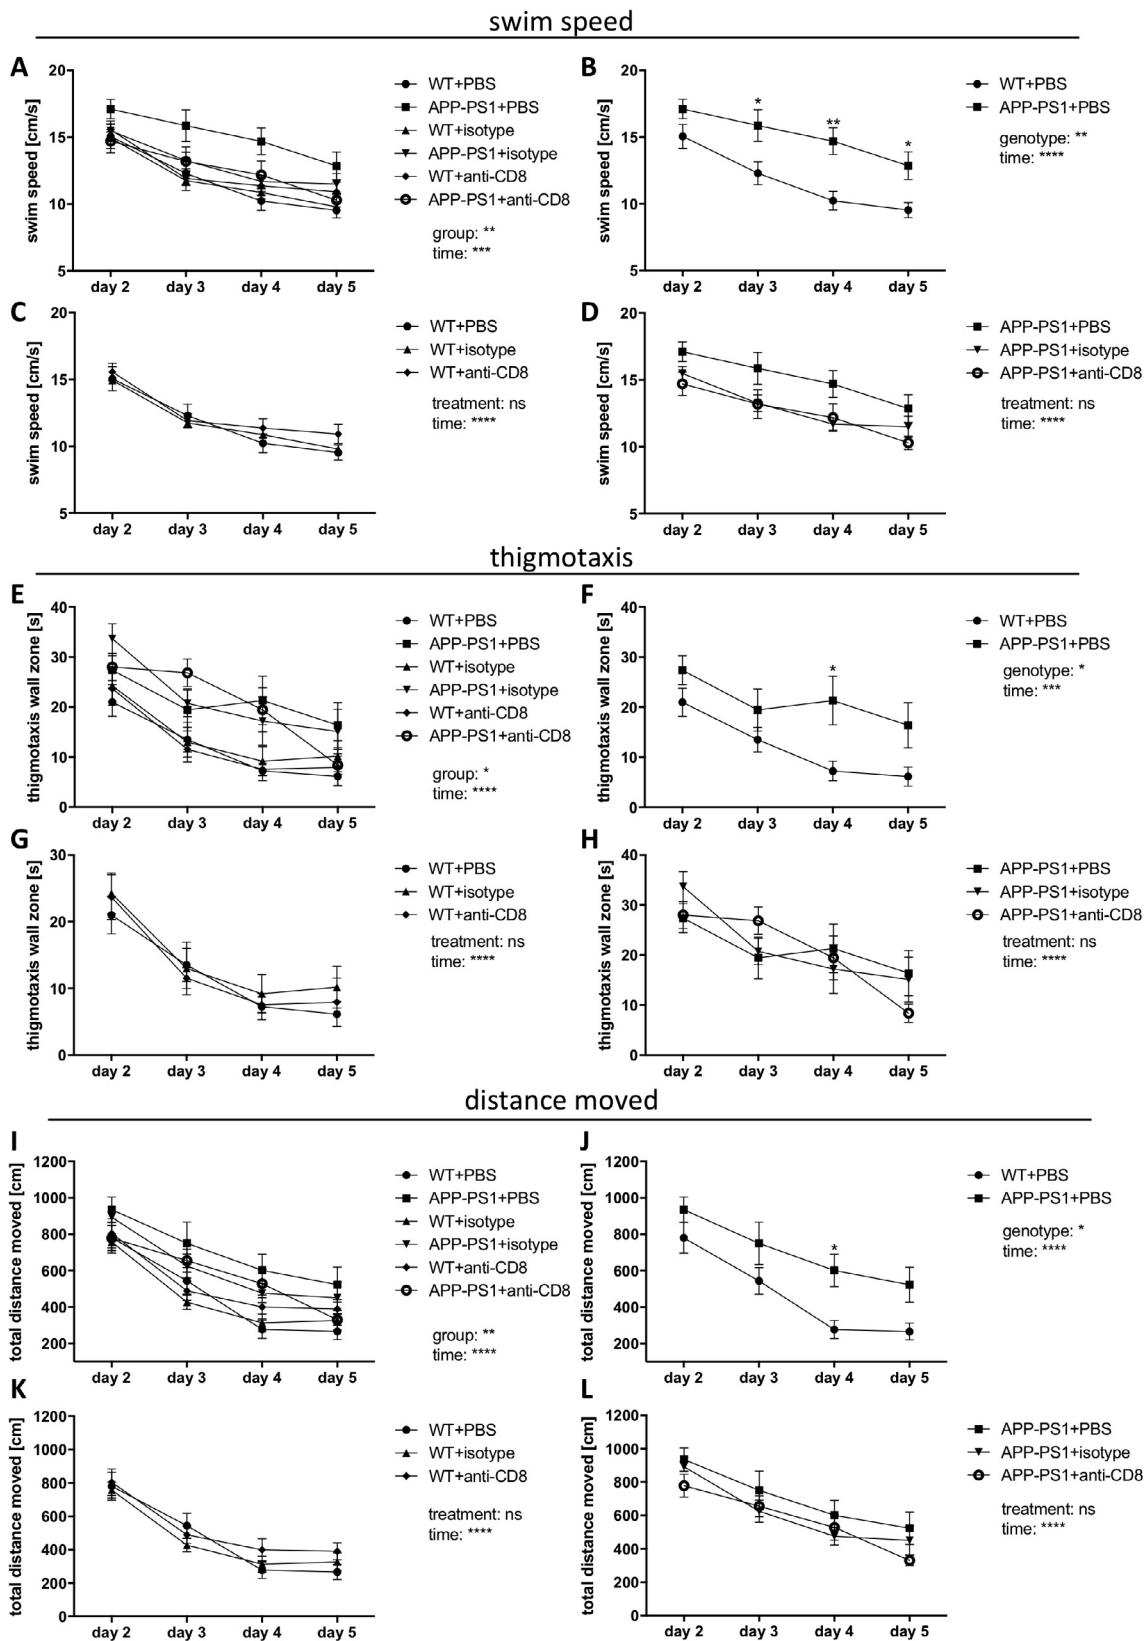 swim speed
A
swim speed [cm/s]
20
15
10
5
day 2 day 3 day 4 day 5
WT+PBS
APP-PS1+PBS
WT+isotype
APP-PS1+isotype
WT+anti-CD8
APP-PS1+anti-CD8
group: **
time: ***
B
swim speed [cm/s]
20
15
10
5
* ** *
day 2 day 3 day 4 day 5
WT+PBS
APP-PS1+PBS
genotype: **
time: ****
C
swim speed [cm/s]
20
15
10
5
day 2 day 3 day 4 day 5
WT+PBS
WT+isotype
WT+anti-CD8
treatment: ns
time: ****
D
swim speed [cm/s]
20
15
10
5
day 2 day 3 day 4 day 5
APP-PS1+PBS
APP-PS1+isotype
APP-PS1+anti-CD8
treatment: ns
time: ****
thigmotaxis
E
thigmotaxis wall zone [s]
40
30
20
10
0
day 2 day 3 day 4 day 5
WT+PBS
APP-PS1+PBS
WT+isotype
APP-PS1+isotype
WT+anti-CD8
APP-PS1+anti-CD8
group: *
time: ****
F
thigmotaxis wall zone [s]
40
30
20
10
0
*
day 2 day 3 day 4 day 5
WT+PBS
APP-PS1+PBS
genotype: *
time: ***
G
thigmotaxis wall zone [s]
30
20
10
0
day 2 day 3 day 4 day 5
WT+PBS
WT+isotype
WT+anti-CD8
treatment: ns
time: ****
H
thigmotaxis wall zone [s]
40
30
20
10
0
day 2 day 3 day 4 day 5
APP-PS1+PBS
APP-PS1+isotype
APP-PS1+anti-CD8
treatment: ns
time: ****
distance moved
I
total distance moved [cm]
1200
1000
800
600
400
200
day 2 day 3 day 4 day 5
WT+PBS
APP-PS1+PBS
WT+isotype
APP-PS1+isotype
WT+anti-CD8
APP-PS1+anti-CD8
group: **
time: ****
J
total distance moved [cm]
1200
1000
800
600
400
200
*
day 2 day 3 day 4 day 5
WT+PBS
APP-PS1+PBS
genotype: *
time: ****
K
total distance moved [cm]
1200
1000
800
600
400
200
0
day 2 day 3 day 4 day 5
WT+PBS
WT+isotype
WT+anti-CD8
treatment: ns
time: ****
L
total distance moved [cm]
1200
1000
800
600
400
200
0
day 2 day 3 day 4 day 5
APP-PS1+PBS
APP-PS1+isotype
APP-PS1+anti-CD8
treatment: ns
time: ****